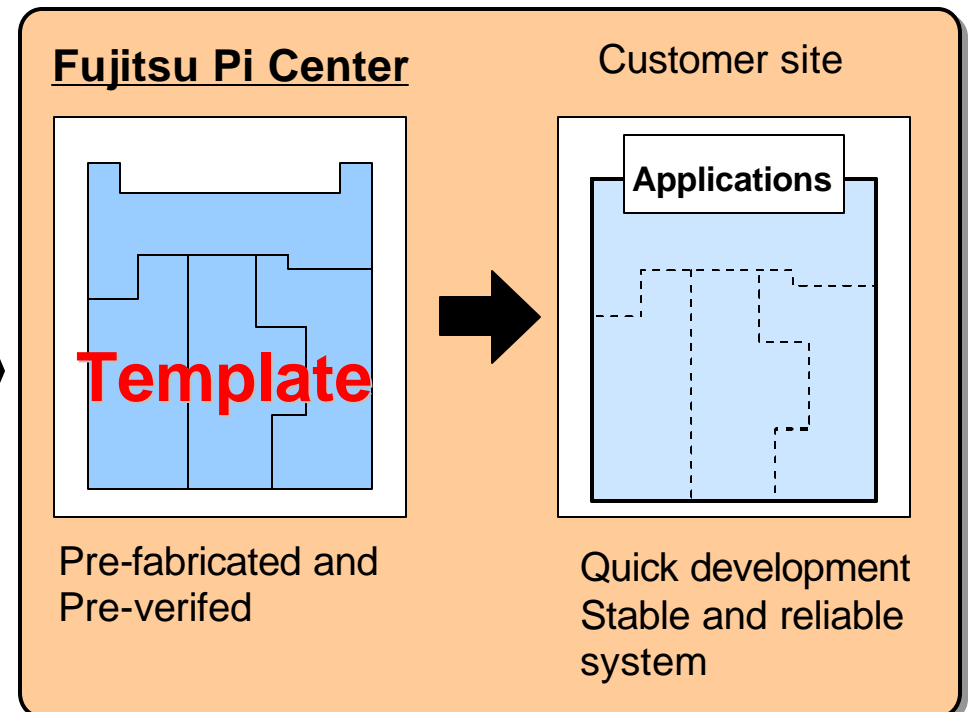 Fujitsu Pi Center
Customer site
Applications
Template
Pre-fabricated and
Pre-verifed
Quick development
Stable and reliable
system